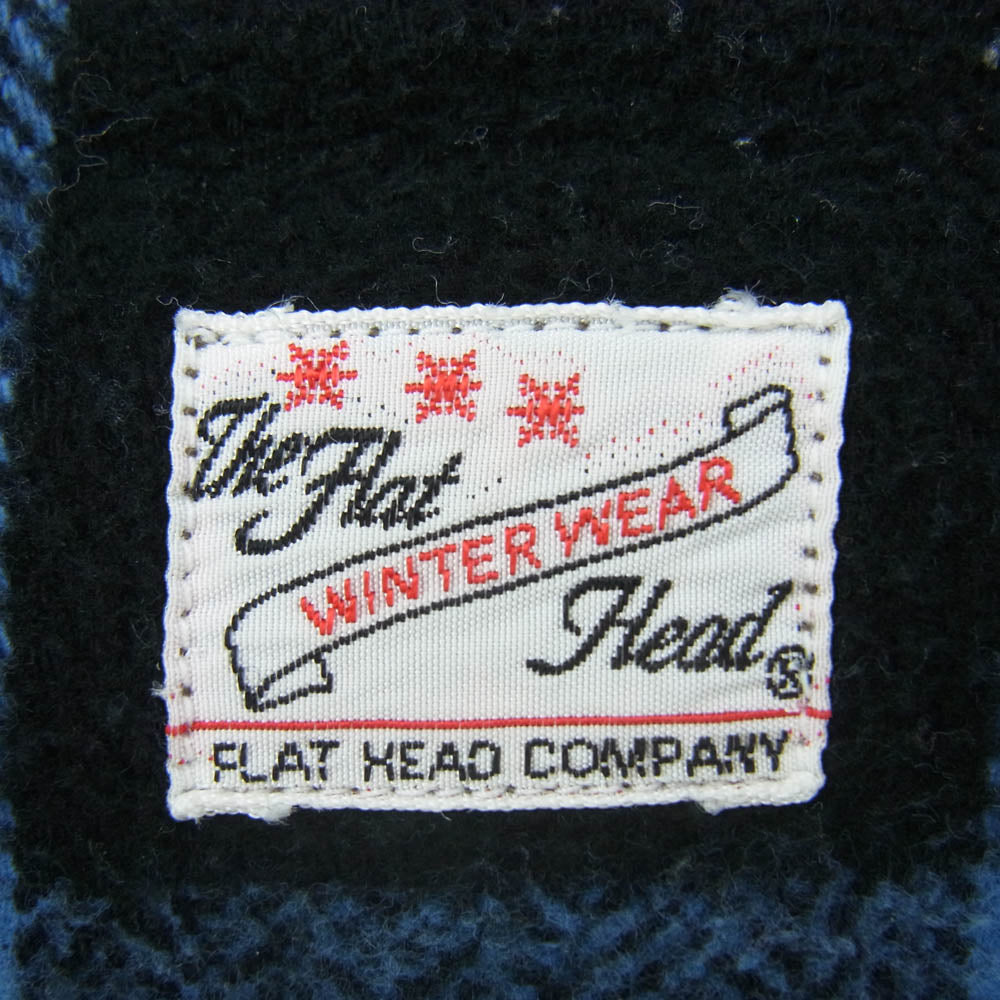 The Flat
WINTER WEAR
Head®
FLAT HEAD COMPANY